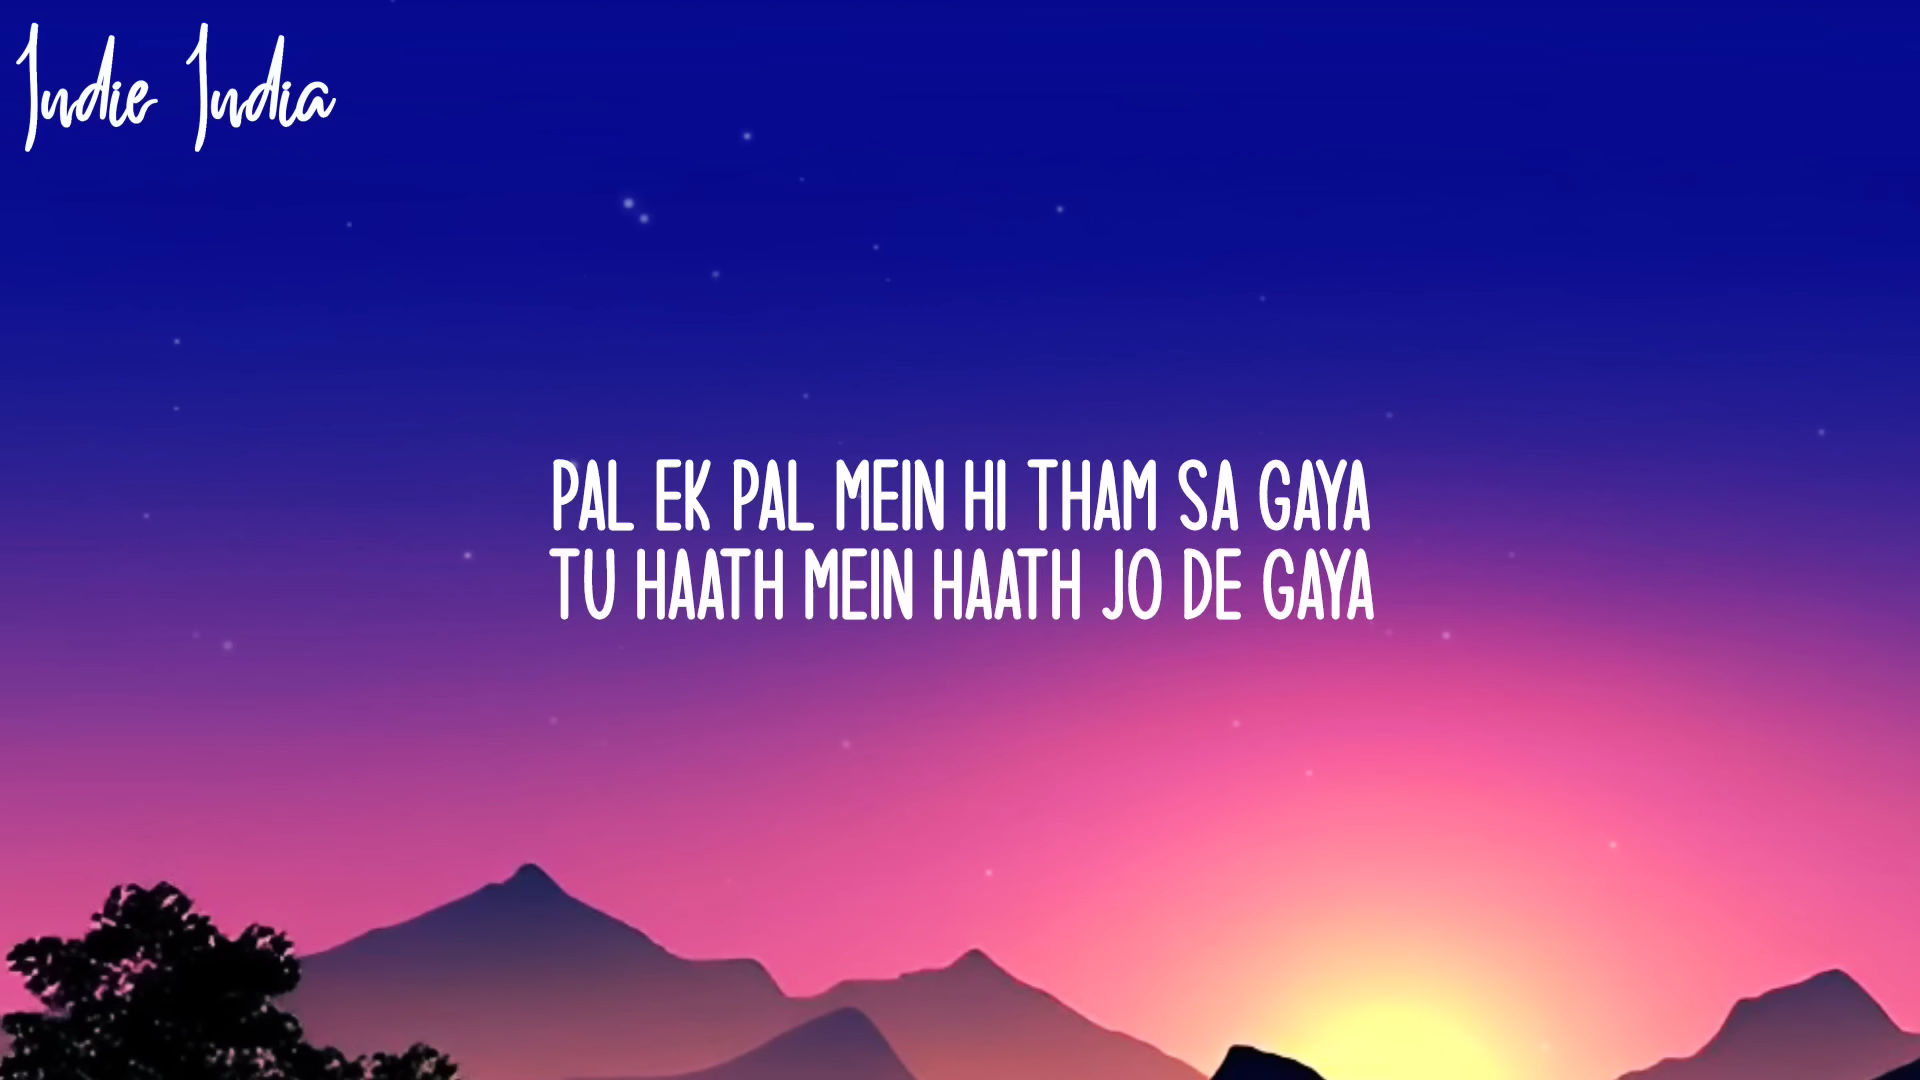 Indie India
PAL EK PAL MEIN HI THAM SA GAYA
TU HAATH MEIN HAATH JO DE GAYA